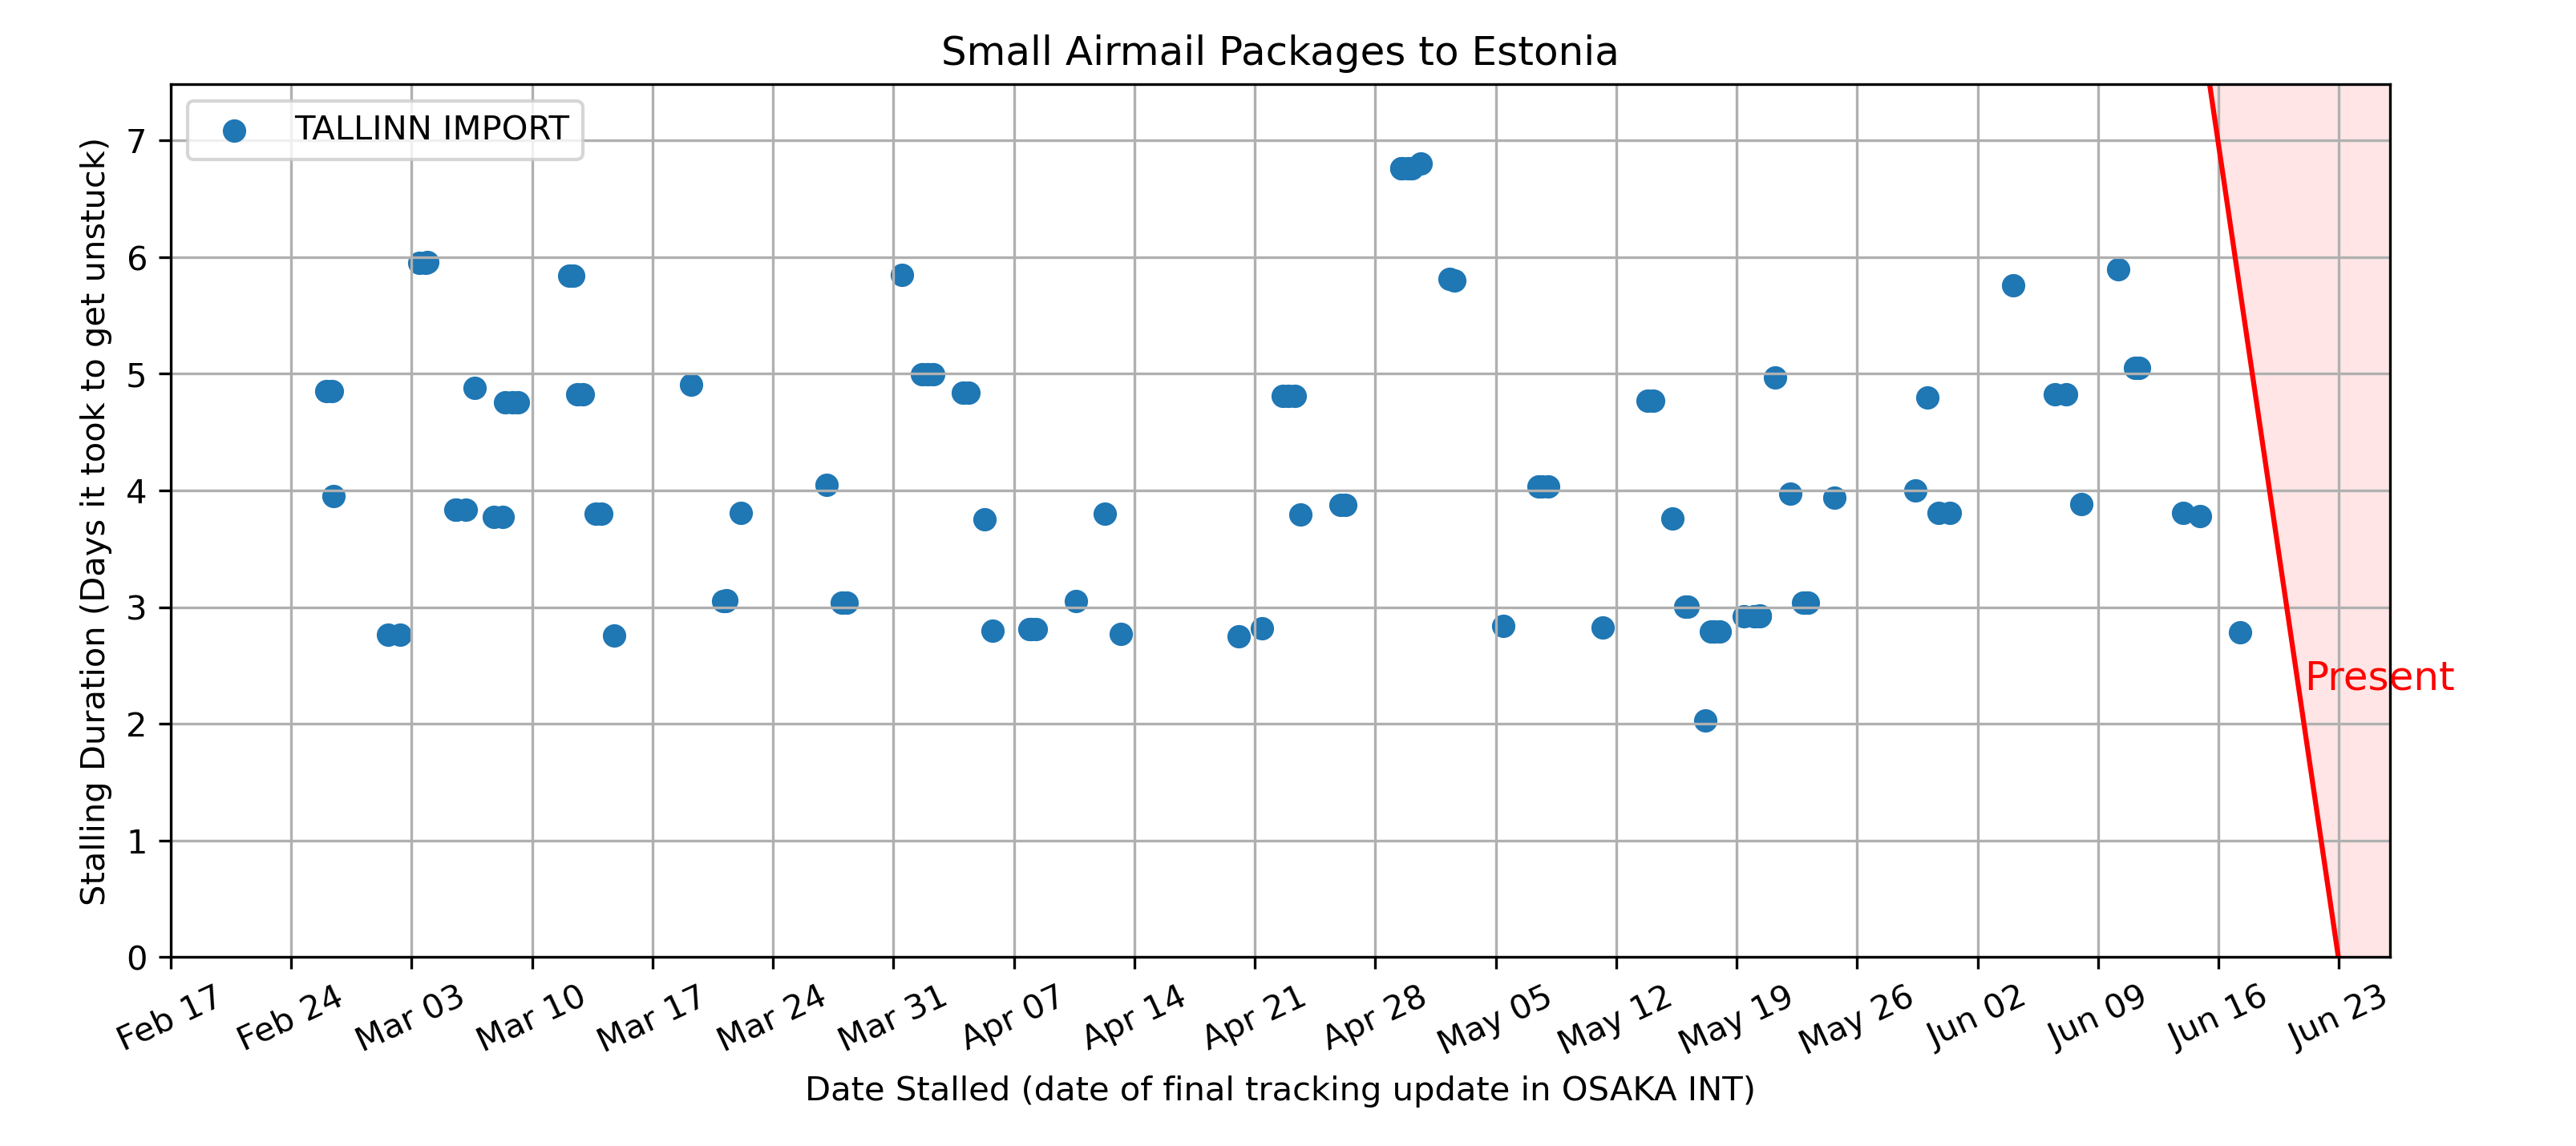 Small Airmail Packages to Estonia
TALLINN IMPORT
Stalling Duration (Days it took to get unstuck)
7
6
5
4
3
2
1
0
Present
Feb 17 Feb 24 Mar 03 Mar 10 Mar 17 Mar 24 Mar 31 Apr 07 Apr 14 Apr 21 Apr 28 May 05 May 12 May 19 May 26 Jun 02 Jun 09 Jun 16 Jun 23
Date Stalled (date of final tracking update in OSAKA INT)